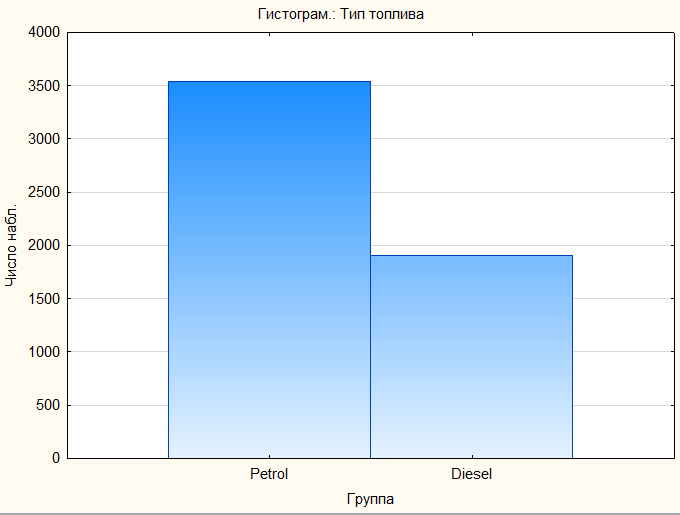 Гистограм.: Тип топлива
4000
3500
3000
2500
2000
1500
1000
500
0
Число набл.
Petrol
Diesel
Группа